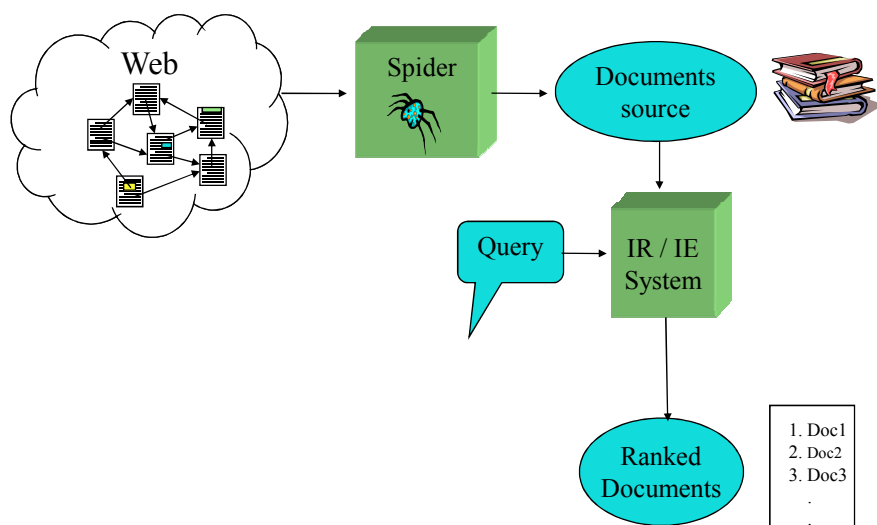 Web
Spider
Documents
source
Query
IR / IE
System
Ranked
Documents
1. Doc1
2. Doc2
3. Doc3
.
.